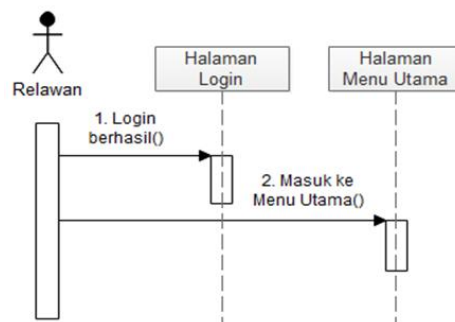 Halaman
Login
Halaman
Menu Utama
Relawan
1. Login
berhasil()
2. Masuk ke
Menu Utama()